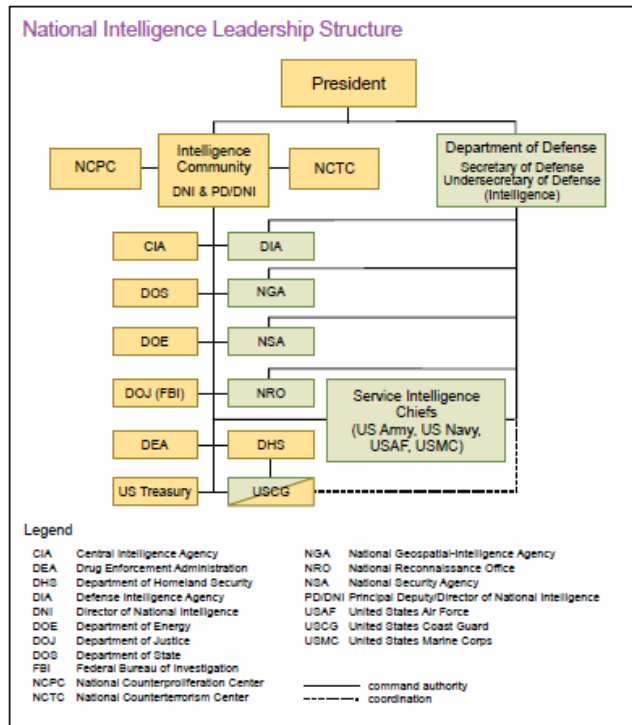 National Intelligence Leadership Structure
President
NCPC
Intelligence
Community
DNI & PD/DNI
NCTC
Department of Defense
Secretary of Defense
Undersecretary of Defense
(Intelligence)
CIA
DIA
DOS
NGA
DOE
NSA
DOJ (FBI)
NRO
Service Intelligence
Chiefs
(US Army, US Navy,
USAF, USMC)
DEA
DHS
US Treasury
USCG
Legend
CIA Central Intelligence Agency
DEA Drug Enforcement Administration
DHS Department of Homeland Security
DIA Defense Intelligence Agency
DNI Director of National Intelligence
DOE Department of Energy
DOJ Department of Justice
DOS Department of State
FBI Federal Bureau of Investigation
NCPC National Counterproliferation Center
NCTC National Counterterrorism Center
NGA National Geospatial-Intelligence Agency
NRO National Reconnaissance Office
NSA National Security Agency
PD/DNI Principal Deputy/Director of National Intelligence
USAF United States Air Force
USCG United States Coast Guard
USMC United States Marine Corps
command authority
coordination